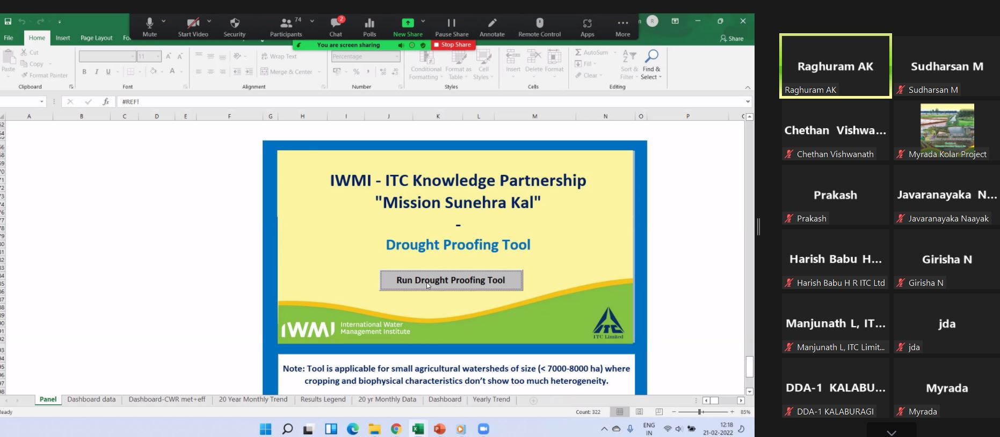 74
2
n
R
Mute
Start Video
Security
Participants
Chat
Polls
New Share
Pause Share
Annotate
Remote Control
Apps
More
File
Home
Insert
Page Layout
Fo
You are screen sharing
Stop Share
Share
Cut
Copy
Format Painter
Paste
Clipboard
11
A A
B I U
A
Font
ab Wrap Text
Merge & Center
Alignment
Percentage
%
Number
Conditional Formatting
Format as Table
Cell Styles
Styles
Insert
Delete
Format
Cells
AutoSum
Fill
Clear
Sort & Filter
Find & Select
Editing
fx
#REF!
A B C D E F G H I J K L M N O P
IWMI - ITC Knowledge Partnership
"Mission Sunehra Kal"
-
Drought Proofing Tool
Run Drought Proofing Tool
IWMI
International Water
Management Institute
ITC
ITC Limited
Note: Tool is applicable for small agricultural watersheds of size (< 7000-8000 ha) where
cropping and biophysical characteristics don't show too much heterogeneity.
Panel
Dashboard data
Dashboard-CWR met+eff
20 Year Monthly Trend
Results Legend
20 yr Monthly Data
Dashboard
Yearly Trend
Ready
Count: 322
85%
ENG
IN
12:18
21-02-2022
Raghuram AK
Raghuram AK
Sudharsan M
Sudharsan M
Chethan Vishwa...
Chethan Vishwanath
Myrada Kolar Project
Prakash
Prakash
Javaranayaka N...
Javaranayaka Naayak
Harish Babu H...
Harish Babu H R ITC Ltd
Girisha N
Girisha N
Manjunath L, IT...
Manjunath L, ITC Limit...
jda
jda
DDA-1 KALABU...
DDA-1 KALABURAGI
Myrada
Myrada